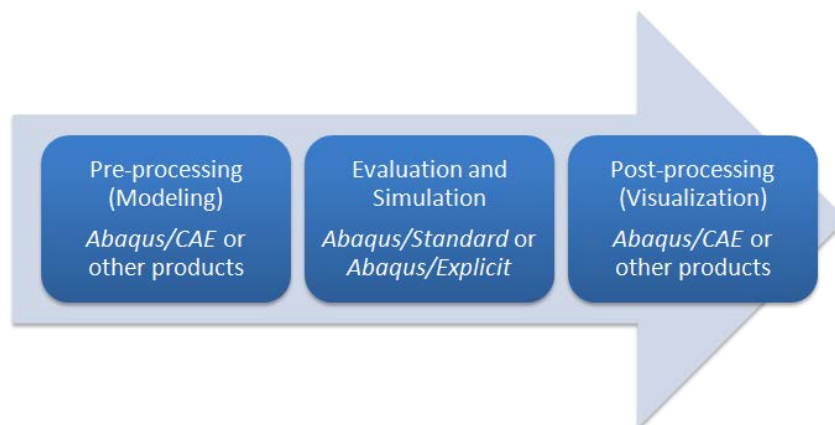 Pre-processing
(Modeling)
Abaqus/CAE or
other products
Evaluation and
Simulation
Abaqus/Standard or
Abaqus/Explicit
Post-processing
(Visualization)
Abaqus/CAE or
other products